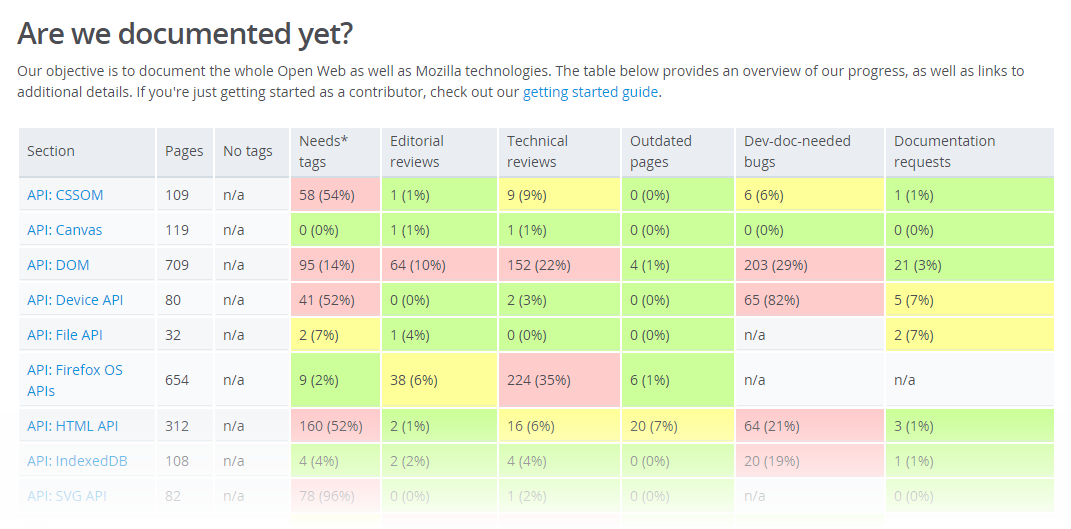 Are we documented yet?
Our objective is to document the whole Open Web as well as Mozilla technologies. The table below provides an overview of our progress, as well as links to
additional details. If you're just getting started as a contributor, check out our getting started guide.
Section Pages No tags Needs* tags Editorial reviews Technical reviews Outdated pages Dev-doc-needed bugs Documentation requests
API: CSSOM 109 n/a 58 (54%) 1 (1%) 9 (9%) 0 (0%) 6 (6%) 1 (1%)
API: Canvas 119 n/a 0 (0%) 1 (1%) 1 (1%) 0 (0%) 0 (0%) 0 (0%)
API: DOM 709 n/a 95 (14%) 64 (10%) 152 (22%) 4 (1%) 203 (29%) 21 (3%)
API: Device API 80 n/a 41 (52%) 0 (0%) 2 (3%) 0 (0%) 65 (82%) 5 (7%)
API: File API 32 n/a 2 (7%) 1 (4%) 0 (0%) 0 (0%) n/a 2 (7%)
API: Firefox OS APIs 654 n/a 9 (2%) 38 (6%) 224 (35%) 6 (1%) n/a n/a
API: HTML API 312 n/a 160 (52%) 2 (1%) 16 (6%) 20 (7%) 64 (21%) 3 (1%)
API: IndexedDB 108 n/a 4 (4%) 2 (2%) 4 (4%) 0 (0%) 20 (19%) 1 (1%)
API: SVG API 82 n/a 78 (96%) 0 (0%) 1 (2%) 0 (0%) n/a 0 (0%)